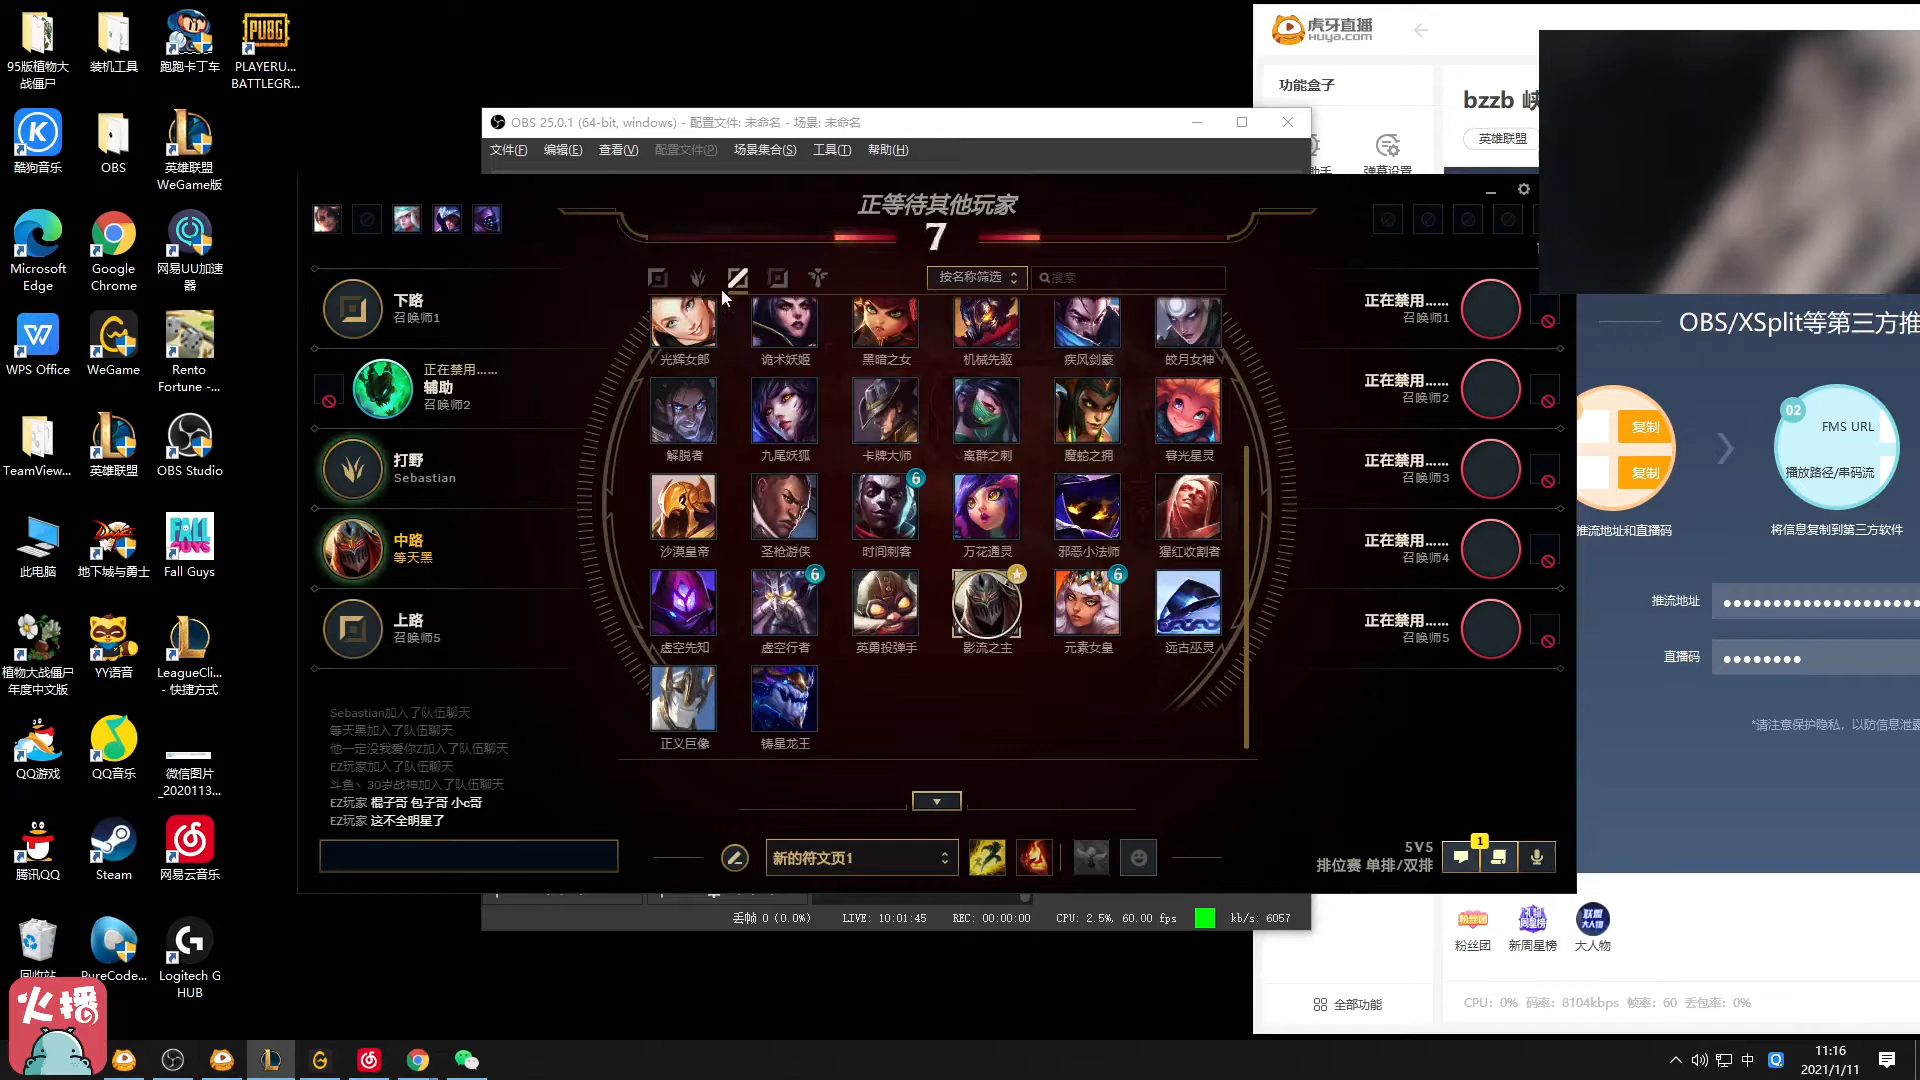 95版植物大战僵尸
装机工具
跑跑卡丁车
PLAYERU...
BATTLEGR...
PUBG
酷狗音乐
OBS
英雄联盟
WeGame版
Microsoft
Edge
Google
Chrome
网易UU加速器
WPS Office
WeGame
Rento
Fortune -...
TeamView...
英雄联盟
OBS Studio
此电脑
地下城与勇士
FALL GUYS
Fall Guys
植物大战僵尸年度中文版
YY语音
LeagueCli...
- 快捷方式
QQ游戏
QQ音乐
微信图片
_2020113...
腾讯QQ
Steam
网易云音乐
回收站
PureCode...
Logitech G
HUB
火播
OBS 25.0.1 (64-bit, windows) - 配置文件: 未命名 - 场景: 未命名
文件(F) 编辑(E) 查看(V) 配置文件(P) 场景集合(S) 工具(T) 帮助(H)
正等待其他玩家
7
按名称筛选
搜索
下路
召唤师1
正在禁用......
辅助
召唤师2
打野
Sebastian
中路
等天黑
上路
召唤师5
光辉女郎 诡术妖姬 黑暗之女 机械先驱 疾风剑豪 皎月女神
解脱者 九尾妖狐 卡牌大师 离群之刺 魔蛇之拥 暮光星灵
6
沙漠皇帝 圣枪游侠 时间刺客 万花通灵 邪恶小法师 猩红收割者
6 6
虚空先知 虚空行者 英勇投弹手 影流之主 元素女皇 远古巫灵
正义巨像 铸星龙王
正在禁用......
召唤师1
正在禁用......
召唤师2
正在禁用......
召唤师3
正在禁用......
召唤师4
正在禁用......
召唤师5
Sebastian加入了队伍聊天
等天黑加入了队伍聊天
他一定没我爱你Z加入了队伍聊天
EZ玩家加入了队伍聊天
斗鱼丶30岁战神加入了队伍聊天
EZ玩家 棍子哥 包子哥 小c哥
EZ玩家 这不全明星了
新的符文页1
5V5
排位赛 单排/双排
1
丢帧 0 (0.0%) LIVE: 10:01:45 REC: 00:00:00 CPU: 2.5%, 60.00 fps kb/s: 6057
虎牙直播
HUYA.COM
功能盒子
弹幕设置
bzzb 峡
英雄联盟
OBS/XSplit等第三方推
复制
复制
推流地址和直播码
02
FMS URL
播放路径/串码流
将信息复制到第三方软件
推流地址
直播码
*请注意保护隐私，以防信息泄露
粉丝团
新周星榜
大人物
全部功能
CPU: 0% 码率: 8104kbps 帧率: 60 丢包率: 0%
中
11:16
2021/1/11